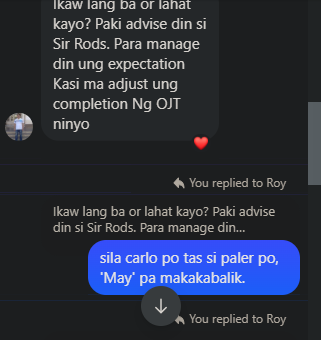 Ikaw lang ba or lahat
kayo? Paki advise din si
Sir Rods. Para manage
din ung expectation
Kasi ma adjust ung
completion Ng OJT
ninyo
You replied to Roy
Ikaw lang ba or lahat kayo? Paki advise
din si Sir Rods. Para manage din...
sila carlo po tas si paler po,
'May' pa makakabalik.
You replied to Roy